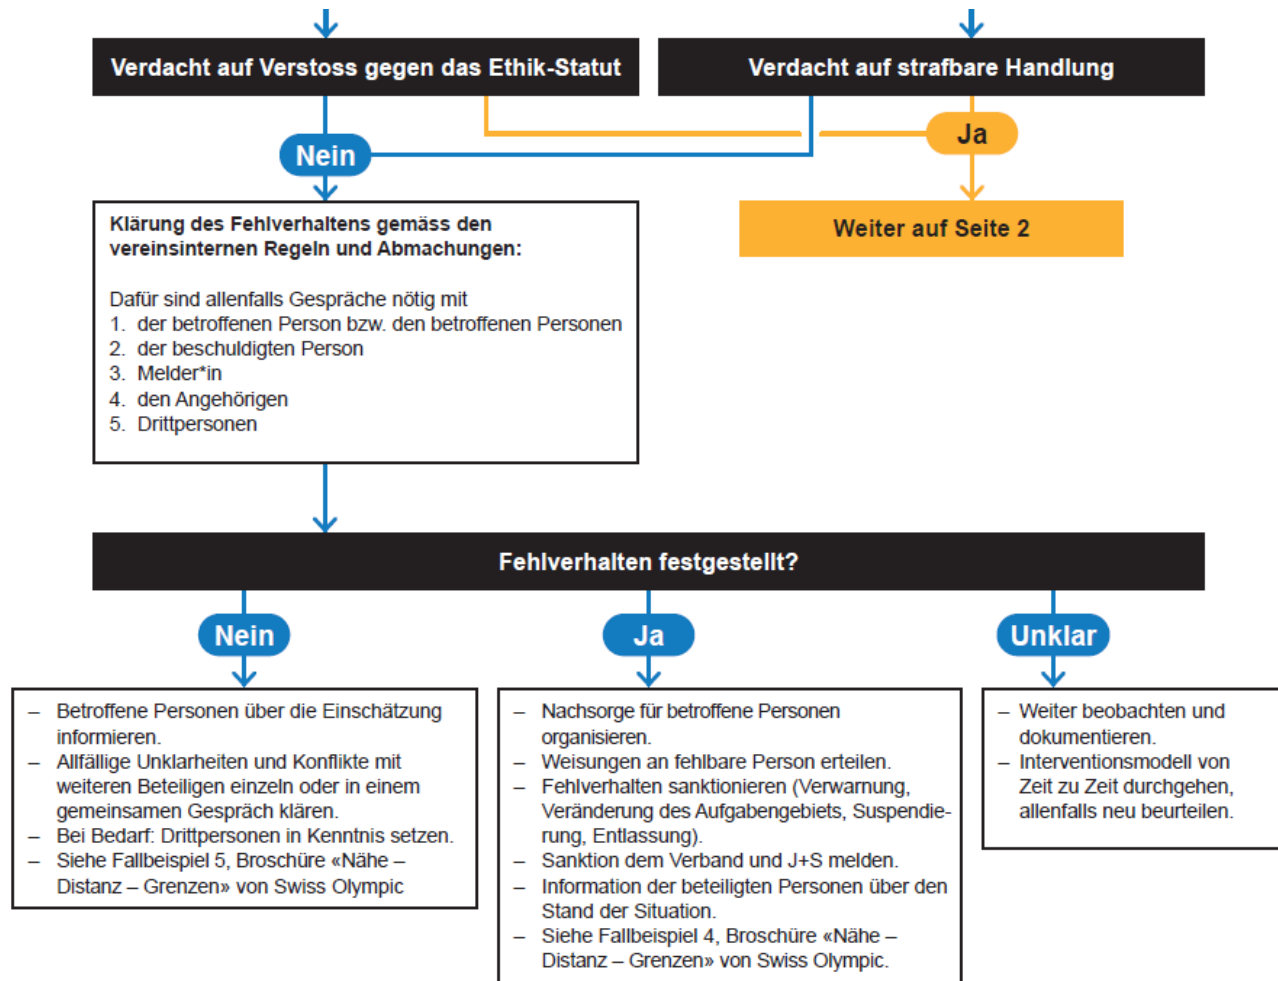 Verdacht auf Verstoss gegen das Ethik-Statut
Verdacht auf strafbare Handlung
Nein
Ja
Klärung des Fehlverhaltens gemäss den
vereinsinternen Regeln und Abmachungen:
Dafür sind allenfalls Gespräche nötig mit
1. der betroffenen Person bzw. den betroffenen Personen
2. der beschuldigten Person
3. Melder*in
4. den Angehörigen
5. Drittpersonen
Weiter auf Seite 2
Fehlverhalten festgestellt?
Nein
Ja
Unklar
– Betroffene Personen über die Einschätzung
informieren.
– Allfällige Unklarheiten und Konflikte mit
weiteren Beteiligen einzeln oder in einem
gemeinsamen Gespräch klären.
– Bei Bedarf: Drittpersonen in Kenntnis setzen.
– Siehe Fallbeispiel 5, Broschüre «Nähe –
Distanz – Grenzen» von Swiss Olympic
– Nachsorge für betroffene Personen
organisieren.
– Weisungen an fehlbare Person erteilen.
– Fehlverhalten sanktionieren (Verwarnung,
Veränderung des Aufgabengebiets, Suspendie-
rung, Entlassung).
– Sanktion dem Verband und J+S melden.
– Information der beteiligten Personen über den
Stand der Situation.
– Siehe Fallbeispiel 4, Broschüre «Nähe –
Distanz – Grenzen» von Swiss Olympic.
– Weiter beobachten und
dokumentieren.
– Interventionsmodell von
Zeit zu Zeit durchgehen,
allenfalls neu beurteilen.